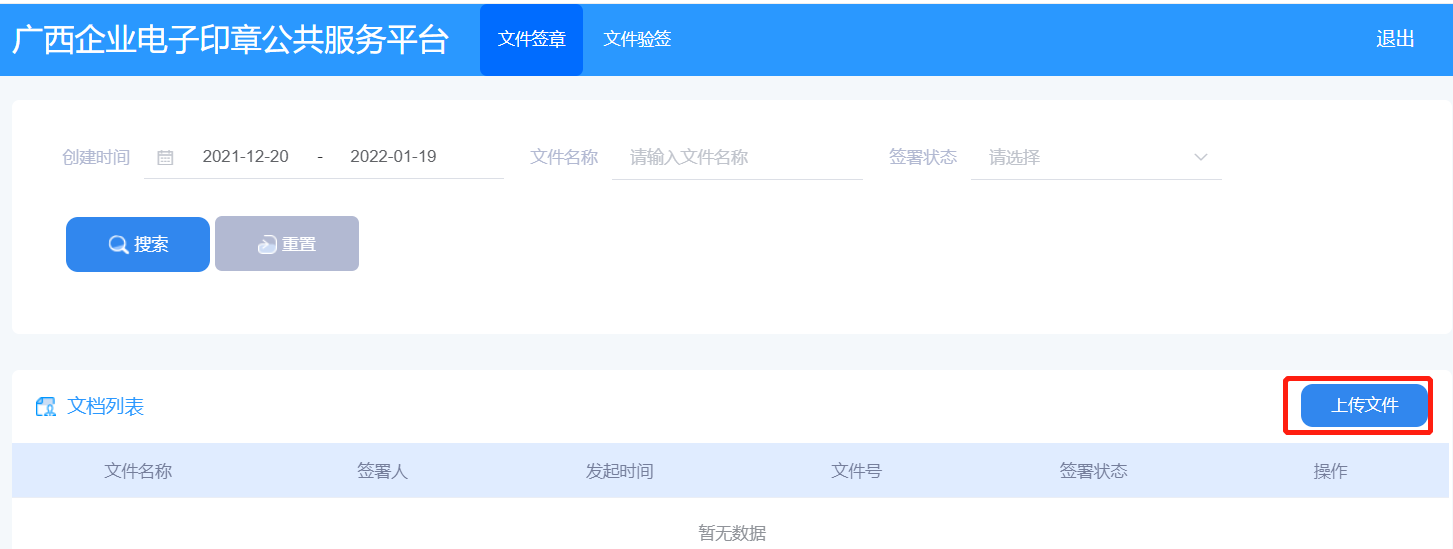 广西企业电子印章公共服务平台 文件签章 文件验签 退出
创建时间 2021-12-20 - 2022-01-19 文件名称 请输入文件名称 签署状态 请选择
搜索 重置
文档列表 上传文件
文件名称 签署人 发起时间 文件号 签署状态 操作
暂无数据